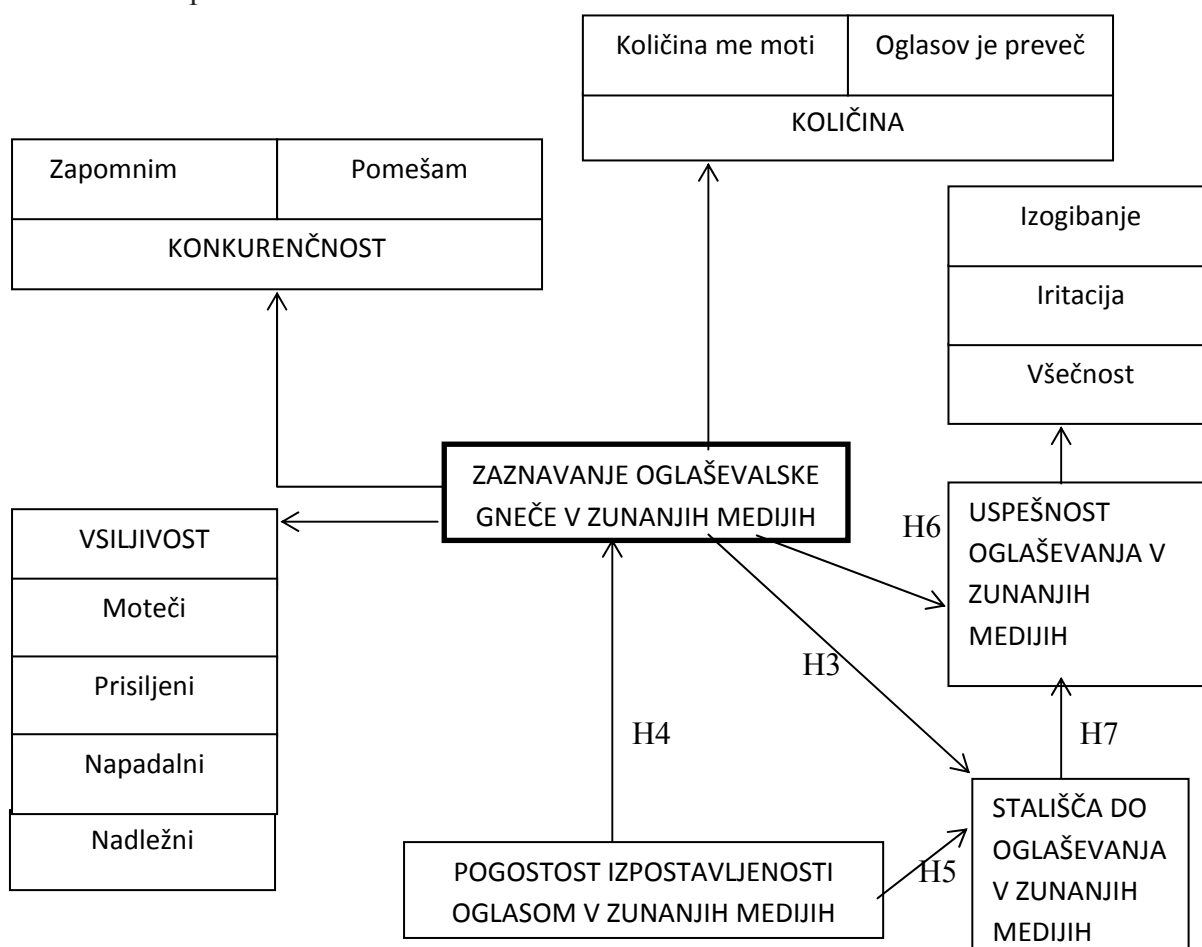 Količina me moti
Oglasov je preveč
KOLIČINA
Zapomnim
Pomešam
KONKURENČNOST
Izogibanje
Iritacija
Všečnost
ZAZNAVANJE OGLAŠEVALSKE
GNEČE V ZUNANJIH MEDIJIH
VSILJIVOST
Moteči
Prisiljeni
Napadalni
Nadležni
H6
USPEŠNOST
OGLAŠEVANJA V
ZUNANJIH
MEDIJIH
H3
H4
H7
POGOSTOST IZPOSTAVLJENOSTI
OGLASOM V ZUNANJIH MEDIJIH
H5
STALIŠČA DO
OGLAŠEVANJA
V ZUNANJIH
MEDIJIH